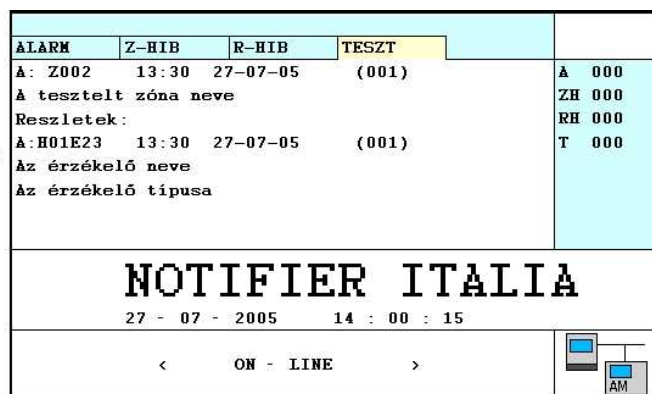 ALARM Z-HIB R-HIB TESZT
A: Z002 13:30 27-07-05 (001)
A tesztelt zóna neve
Reszletek:
A:H01E23 13:30 27-07-05 (001)
Az érzékelő neve
Az érzékelő típusa
A 000
ZH 000
RH 000
T 000
NOTIFIER ITALIA
27 - 07 - 2005 14 : 00 : 15
< ON - LINE >
AM